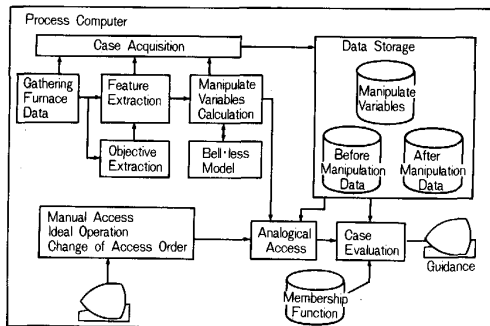 Process Computer
Case Acquisition
Data Storage
Gathering
Furnace
Data
Feature
Extraction
Manipulate
Variables
Calculation
Manipulate
Variables
Objective
Extraction
Bell·less
Model
Before
Manipulation
Data
After
Manipulation
Data
Manual Access
Ideal Operation
Change of Access Order
Analogical
Access
Case
Evaluation
Guidance
Membership
Function